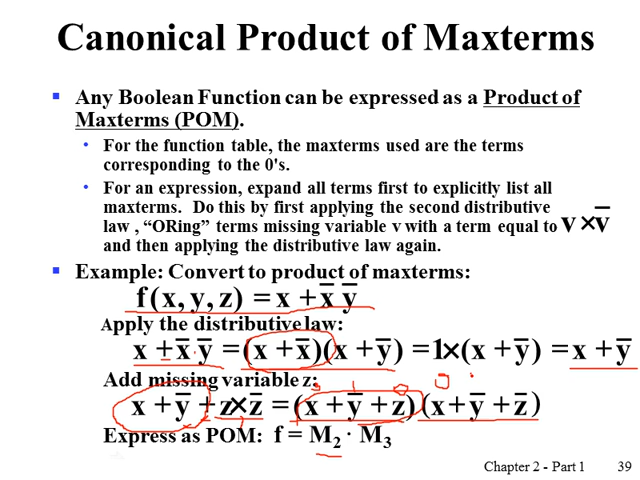 Canonical Product of Maxterms
▪ Any Boolean Function can be expressed as a Product of
Maxterms (POM).
• For the function table, the maxterms used are the terms
corresponding to the 0's.
• For an expression, expand all terms first to explicitly list all
maxterms. Do this by first applying the second distributive
law , “ORing” terms missing variable v with a term equal to v × v̅
and then applying the distributive law again.
▪ Example: Convert to product of maxterms:
f(x, y, z) = x + x̅ y̅
Apply the distributive law:
x + x̅ y̅ = (x + x̅)(x + y̅) = 1 × (x + y̅) = x + y̅
Add missing variable z:
x + y̅ + z × z̅ = (x + y̅ + z)(x + y̅ + z̅)
Express as POM: f = M₂ · M₃
Chapter 2 - Part 1 39